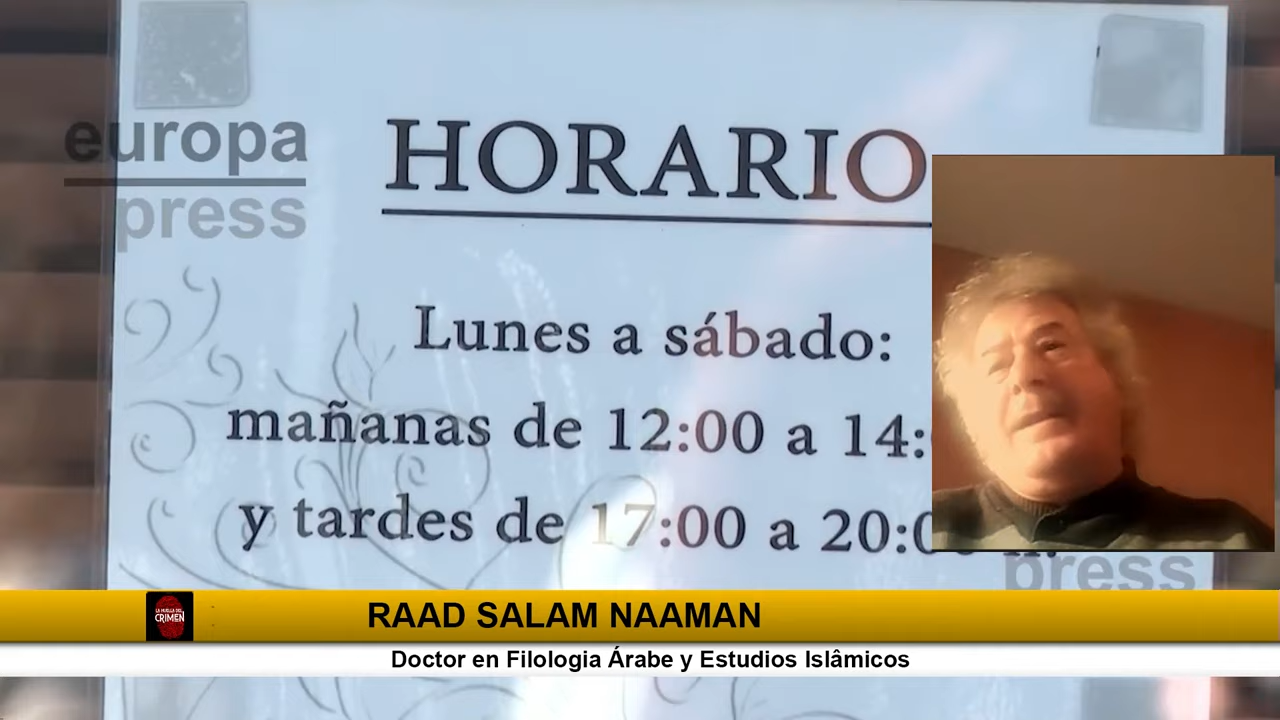 europa
press
HORARIO
Lunes a sábado:
mañanas de 12:00 a 14:
y tardes de 17:00 a 20:0
press
LA HUELLA DEL
CRIMEN
RAAD SALAM NAAMAN
Doctor en Filologia Árabe y Estudios Islâmicos